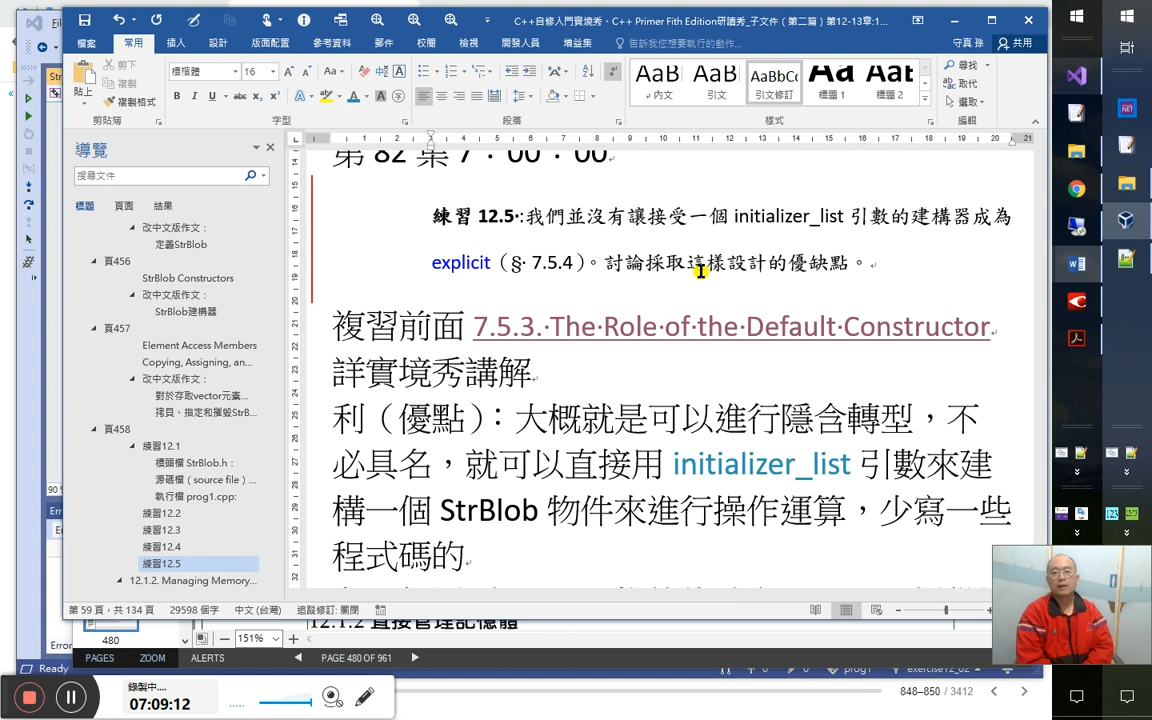 C++自修入門實境秀、C++ Primer Fith Edition研讀秀_子文件（第二篇）第12-13章:1...
檔案 常用 插入 設計 版面配置 參考資料 郵件 校閱 檢視 開發人員 增益集 告訴我您想要執行的動作... 守真 孫 共用
貼上 剪下 複製 複製格式
剪貼簿
標楷體 16
字型
段落
AaBbC 內文
AaBbC 引文
AaBbCc 引文修訂
標題 1
標題 2
樣式
尋找 取代 選取
編輯
導覽
搜尋文件
標題 頁面 結果
改中文版作文：
定義StrBlob
頁456
StrBlob Constructors
改中文版作文：
StrBlob建構器
頁457
Element Access Members
Copying, Assigning, an...
改中文版作文：
對於存取vector元素...
拷貝、指定和摧毀StrB...
頁458
練習12.1
標頭檔 StrBlob.h：
源碼檔（source file）...
執行檔 prog1.cpp:
練習12.2
練習12.3
練習12.4
練習12.5
12.1.2. Managing Memory...
第 82 集 7：00：00
練習 12.5 :我們並沒有讓接受一個 initializer_list 引數的建構器成為
explicit（§ 7.5.4）。討論採取這樣設計的優缺點。
複習前面 7.5.3. The Role of the Default Constructor
詳實境秀講解
利（優點）：大概就是可以進行隱含轉型，不
必具名，就可以直接用 initializer_list 引數來建
構一個 StrBlob 物件來進行操作運算，少寫一些
程式碼的
第 59 頁，共 134 頁 29598 個字 中文 (台灣) 追蹤修訂: 關閉
12.1.2 直接管理記憶體
480
151%
PAGES ZOOM ALERTS PAGE 480 OF 961
Ready
prog1 exercise12_02
848–850 / 3412
錄製中....
07:09:12